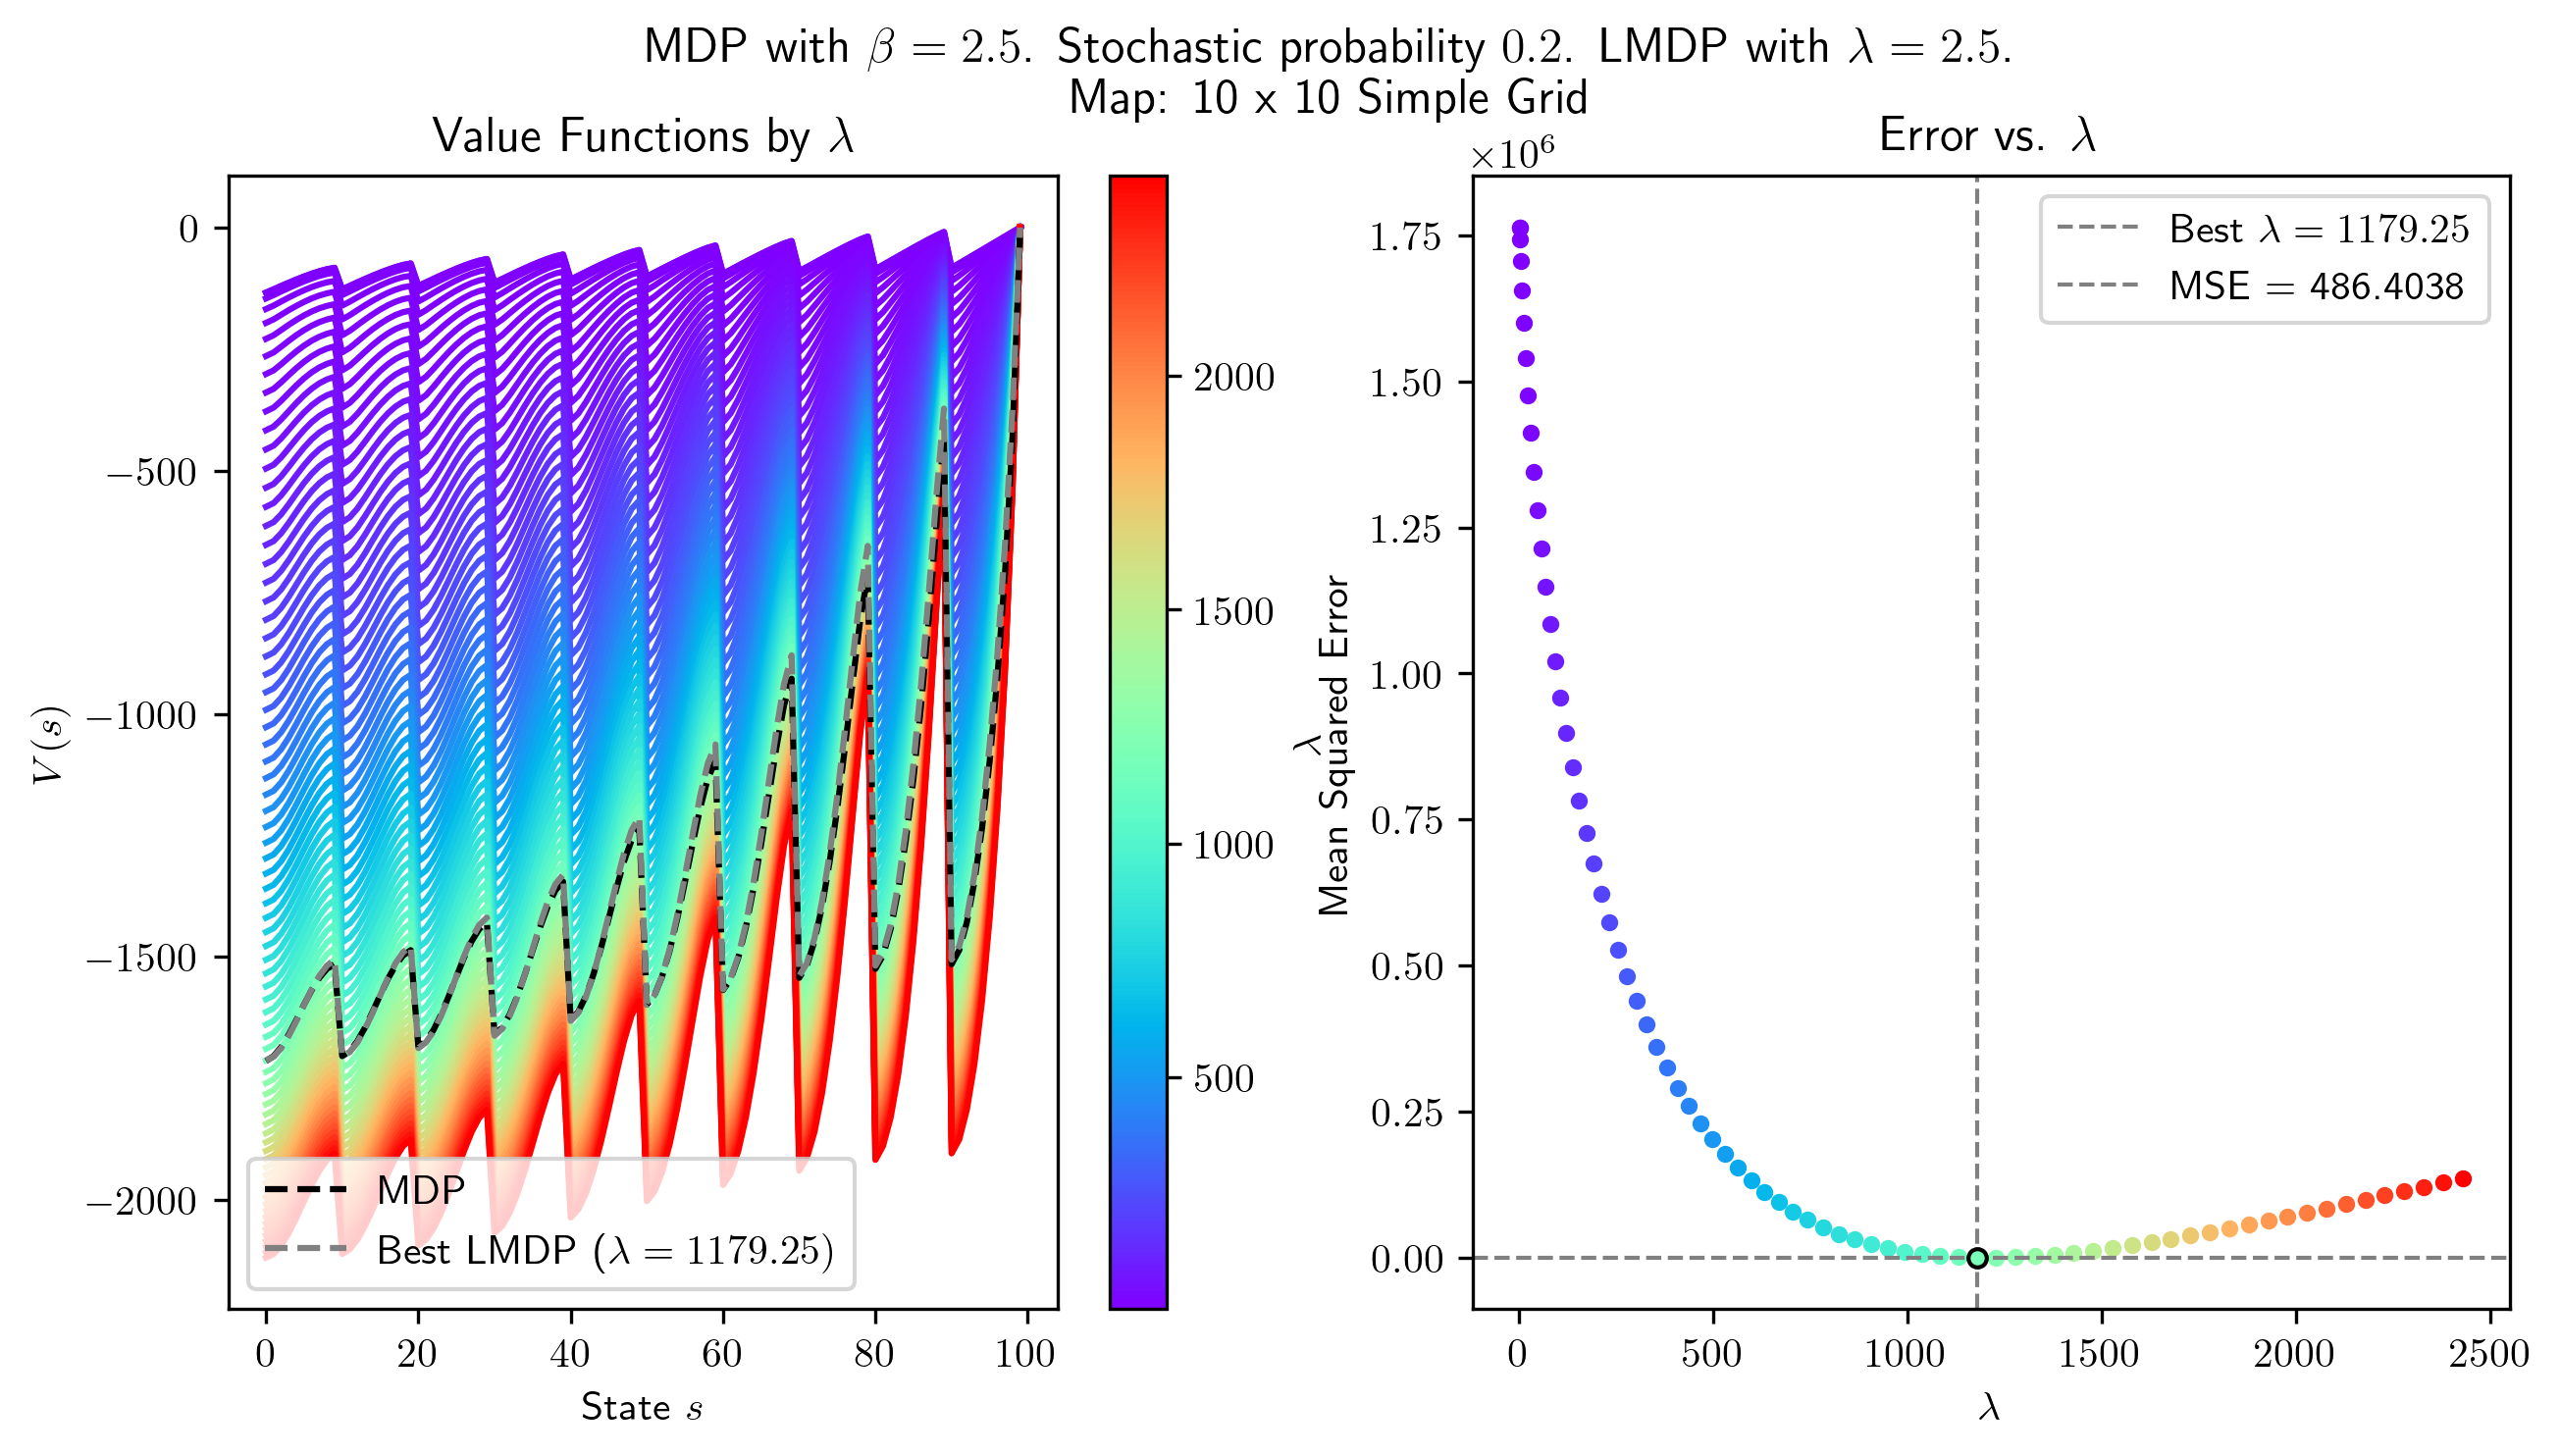 MDP with β = 2.5. Stochastic probability 0.2. LMDP with λ = 2.5.
Map: 10 x 10 Simple Grid
Value Functions by λ
0
−500
−1000
−1500
−2000
V(s)
0 20 40 60 80 100
State s
MDP
Best LMDP (λ = 1179.25)
2000
1500
1000
500
λ
Error vs. λ
×10⁶
1.75
1.50
1.25
1.00
0.75
0.50
0.25
0.00
Mean Squared Error
0 500 1000 1500 2000 2500
λ
Best λ = 1179.25
MSE = 486.4038